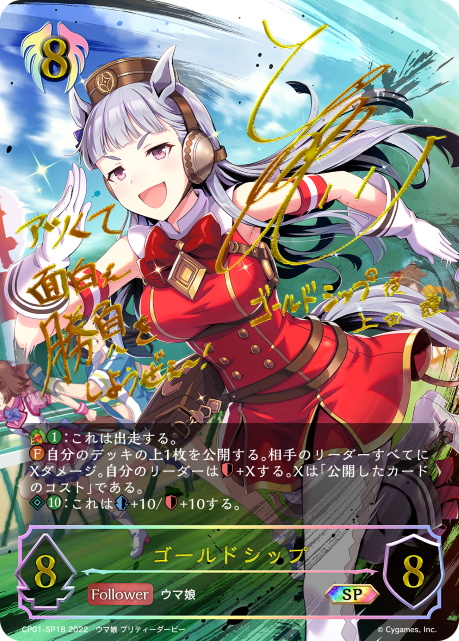 8
アツくて
面白え
勝負を
しようぜぇ〜!
ゴールドシップ役
上田瞳
1:これは出走する。
F 自分のデッキの上1枚を公開する。相手のリーダーすべてに
Xダメージ。自分のリーダーは+Xする。Xは「公開したカード
のコスト」である。
10:これは+10/+10する。
ゴールドシップ
8
8
Follower ウマ娘
SP
CP01-SP18 2022 ウマ娘 プリティーダービー
© Cygames, Inc.